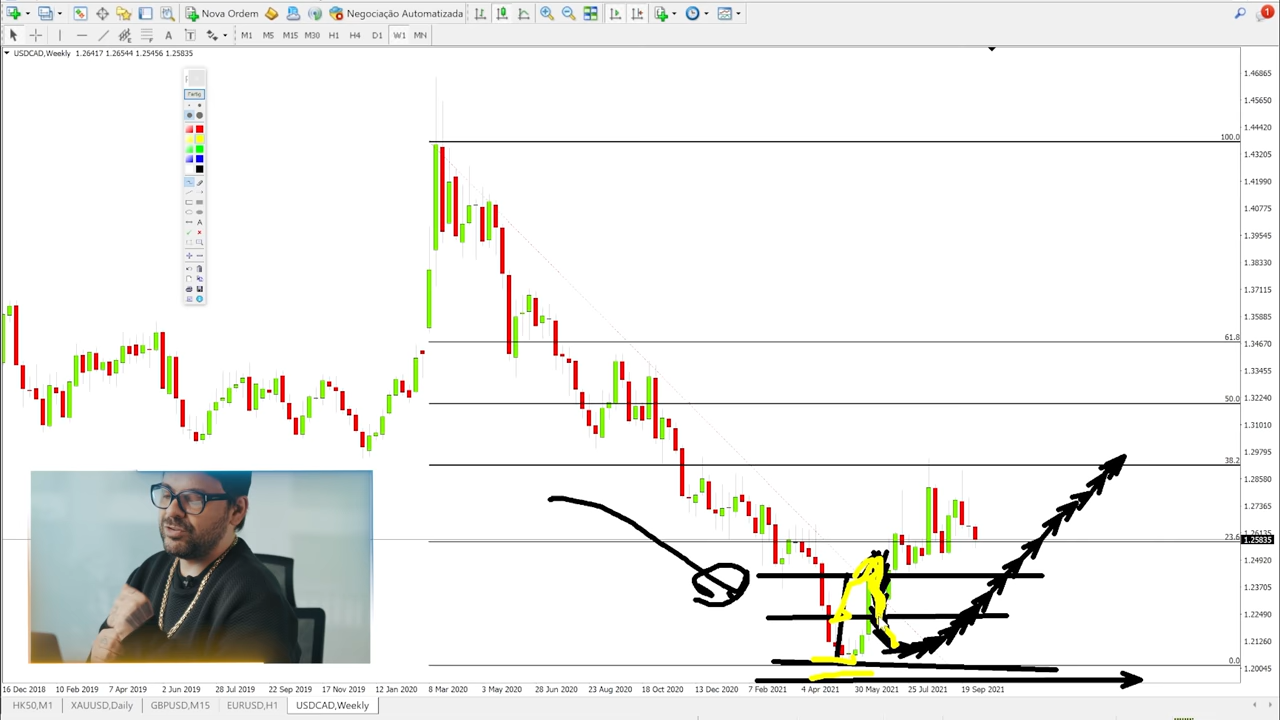 Nova Ordem
Negociação Automatizada
1
A
T
M1
M5
M15
M30
H1
H4
D1
W1
MN
USDCAD,Weekly 1.26417 1.26544 1.25456 1.25835
Fertig
A
1.46865
1.45650
1.44420
1.43205
1.41990
1.40775
1.39545
1.38330
1.37115
1.35885
1.34670
1.33455
1.32240
1.31010
1.29795
1.28580
1.27365
1.26135
1.25835
1.24920
1.23705
1.22490
1.21260
1.20045
100.0
61.8
50.0
38.2
23.6
0.0
16 Dec 2018
10 Feb 2019
7 Apr 2019
2 Jun 2019
28 Jul 2019
22 Sep 2019
17 Nov 2019
12 Jan 2020
8 Mar 2020
3 May 2020
28 Jun 2020
23 Aug 2020
18 Oct 2020
13 Dec 2020
7 Feb 2021
4 Apr 2021
30 May 2021
25 Jul 2021
19 Sep 2021
HK50,M1
XAUUSD,Daily
GBPUSD,M15
EURUSD,H1
USDCAD,Weekly